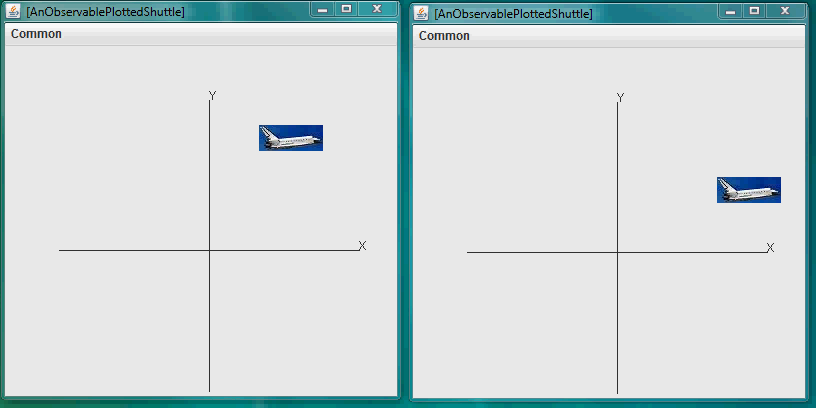 [AnObservablePlottedShuttle]
Common
Y
X
[AnObservablePlottedShuttle]
Common
Y
X